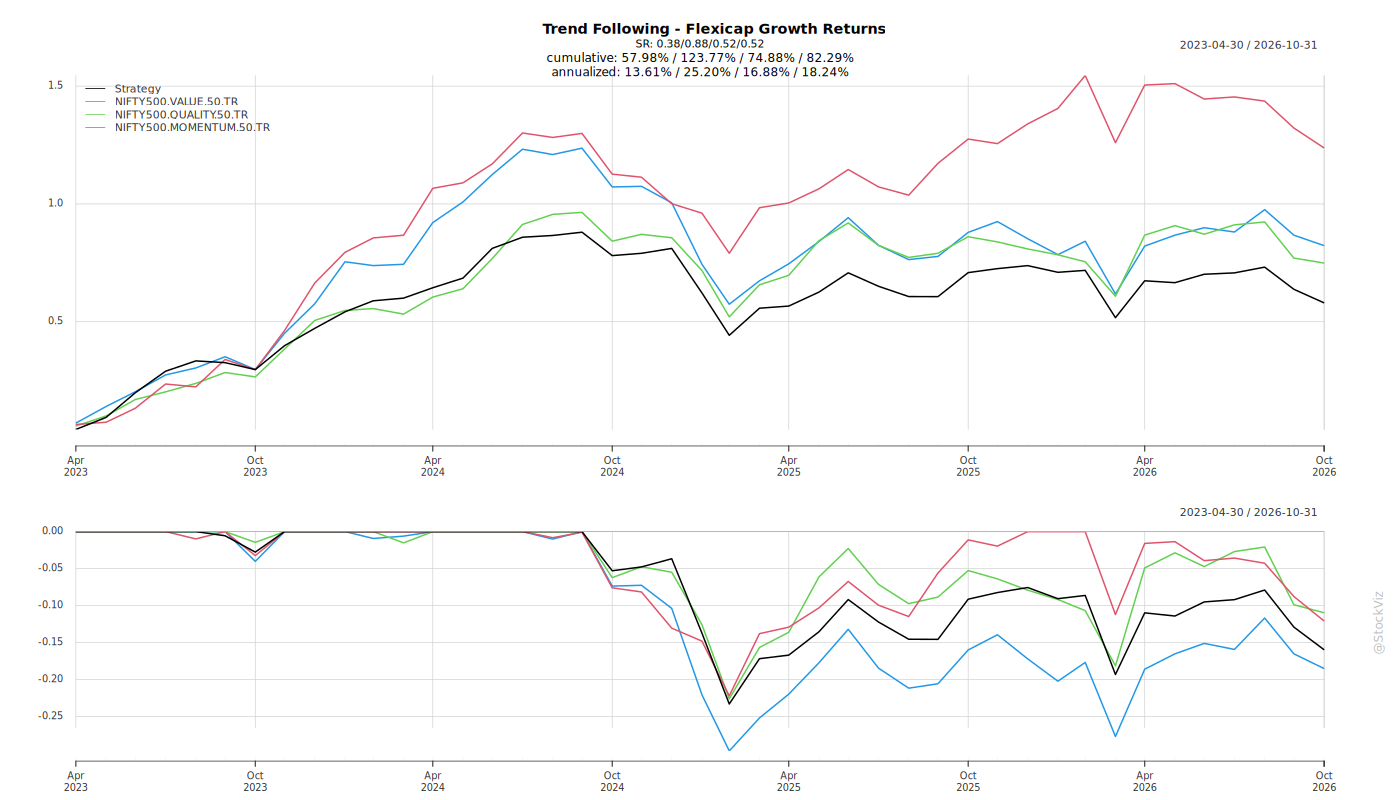 Trend Following - Flexicap Growth Returns
SR: 0.38/0.88/0.52/0.52
cumulative: 57.98% / 123.77% / 74.88% / 82.29%
annualized: 13.61% / 25.20% / 16.88% / 18.24%
2023-04-30 / 2026-10-31
Strategy
NIFTY500.VALUE.50.TR
NIFTY500.QUALITY.50.TR
NIFTY500.MOMENTUM.50.TR
1.5
1.0
0.5
Apr Oct Apr Oct Apr Oct Apr Oct
2023 2023 2024 2024 2025 2025 2026 2026
2023-04-30 / 2026-10-31
0.00
-0.05
-0.10
-0.15
-0.20
-0.25
Apr Oct Apr Oct Apr Oct Apr Oct
2023 2023 2024 2024 2025 2025 2026 2026
@StockViz